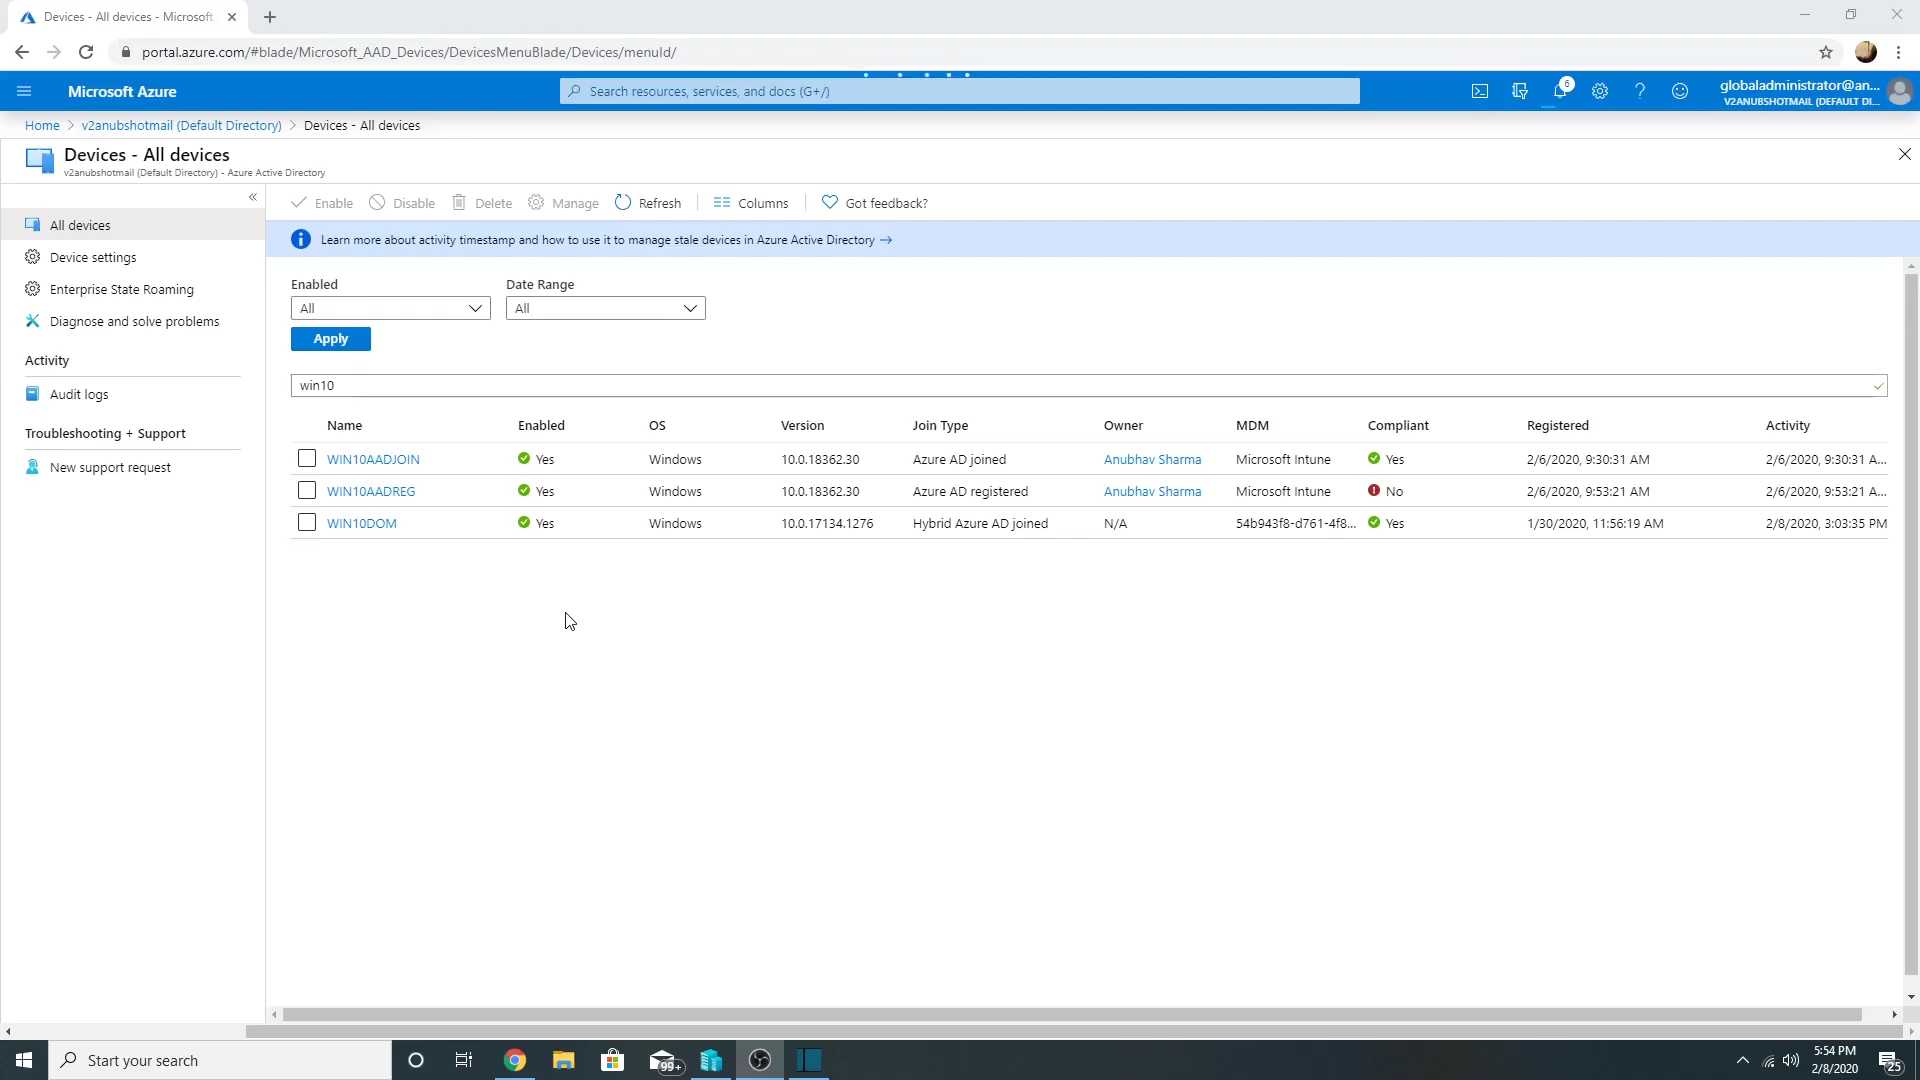 Devices - All devices - Microsoft
portal.azure.com/#blade/Microsoft_AAD_Devices/DevicesMenuBlade/Devices/menuId/
Microsoft Azure
Search resources, services, and docs (G+/)
6
globaladministrator@an...
V2ANUBSHOTMAIL (DEFAULT DI...
Home > v2anubshotmail (Default Directory) > Devices - All devices
Devices - All devices
v2anubshotmail (Default Directory) - Azure Active Directory
Enable Disable Delete Manage Refresh Columns Got feedback?
Learn more about activity timestamp and how to use it to manage stale devices in Azure Active Directory →
All devices
Device settings
Enterprise State Roaming
Diagnose and solve problems
Activity
Audit logs
Troubleshooting + Support
New support request
Enabled Date Range
All All
Apply
win10
Name Enabled OS Version Join Type Owner MDM Compliant Registered Activity
WIN10AADJOIN Yes Windows 10.0.18362.30 Azure AD joined Anubhav Sharma Microsoft Intune Yes 2/6/2020, 9:30:31 AM 2/6/2020, 9:30:31 A...
WIN10AADREG Yes Windows 10.0.18362.30 Azure AD registered Anubhav Sharma Microsoft Intune No 2/6/2020, 9:53:21 AM 2/6/2020, 9:53:21 A...
WIN10DOM Yes Windows 10.0.17134.1276 Hybrid Azure AD joined N/A 54b943f8-d761-4f8... Yes 1/30/2020, 11:56:19 AM 2/8/2020, 3:03:35 PM
Start your search
99+
5:54 PM
2/8/2020
25